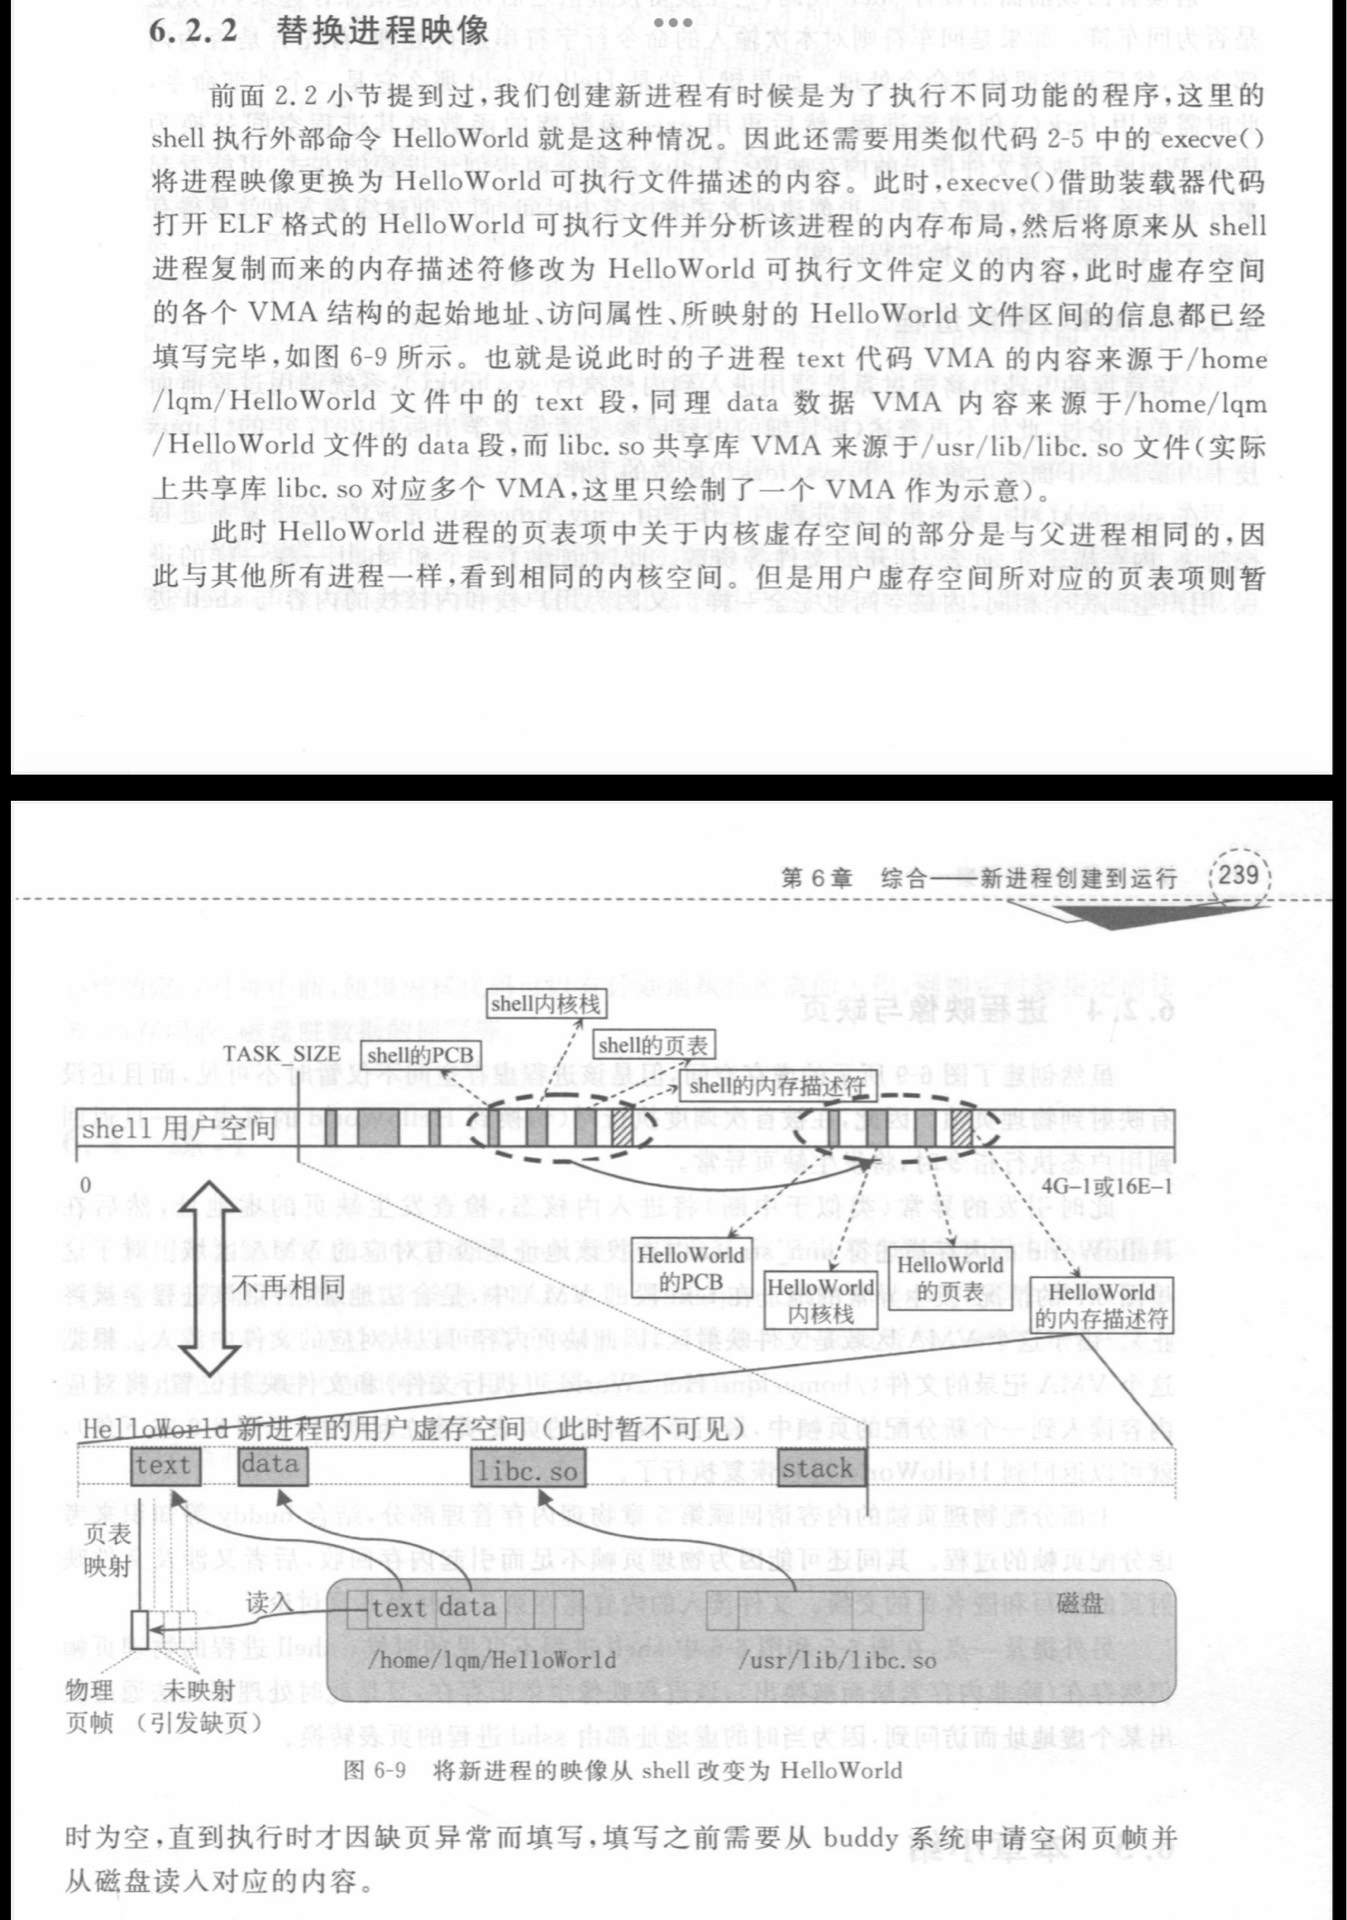 6.2.2 替换进程映像
前面 2.2 小节提到过,我们创建新进程有时候是为了执行不同功能的程序,这里的
shell 执行外部命令 HelloWorld 就是这种情况。因此还需要用类似代码 2-5 中的 execve()
将进程映像更换为 HelloWorld 可执行文件描述的内容。此时,execve()借助装载器代码
打开 ELF 格式的 HelloWorld 可执行文件并分析该进程的内存布局,然后将原来从 shell
进程复制而来的内存描述符修改为 HelloWorld 可执行文件定义的内容,此时虚存空间
的各个 VMA 结构的起始地址、访问属性、所映射的 HelloWorld 文件区间的信息都已经
填写完毕,如图 6-9 所示。也就是说此时的子进程 text 代码 VMA 的内容来源于/home
/lqm/HelloWorld 文件中的 text 段,同理 data 数据 VMA 内容来源于/home/lqm
/HelloWorld 文件的 data 段,而 libc. so 共享库 VMA 来源于/usr/lib/libc. so 文件(实际
上共享库 libc. so 对应多个 VMA,这里只绘制了一个 VMA 作为示意)。
此时 HelloWorld 进程的页表项中关于内核虚存空间的部分是与父进程相同的,因
此与其他所有进程一样,看到相同的内核空间。但是用户虚存空间所对应的页表项则暂
第 6 章 综合——新进程创建到运行 239
shell内核栈
TASK_SIZE
shell的PCB
shell的页表
shell的内存描述符
shell 用户空间
0
4G-1或16E-1
HelloWorld
的PCB
HelloWorld
内核栈
HelloWorld
的页表
HelloWorld
的内存描述符
不再相同
HelloWorld 新进程的用户虚存空间（此时暂不可见）
text
data
libc. so
stack
页表
映射
读入
text data
磁盘
/home/lqm/HelloWorld
/usr/lib/libc.so
物理
页帧
未映射
（引发缺页）
图 6-9 将新进程的映像从 shell 改变为 HelloWorld
时为空,直到执行时才因缺页异常而填写,填写之前需要从 buddy 系统申请空闲页帧并
从磁盘读入对应的内容。